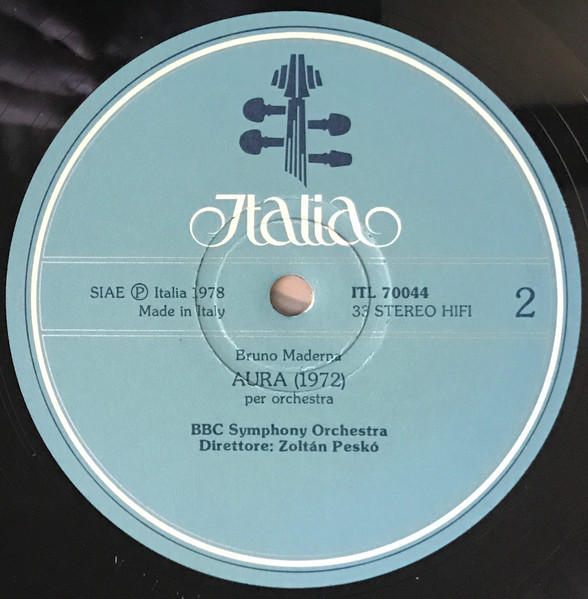 Italia
SIAE Ⓟ Italia 1978
Made in Italy
ITL 70044
33 STEREO HIFI
2
Bruno Maderna
AURA (1972)
per orchestra
BBC Symphony Orchestra
Direttore: Zoltán Peskó